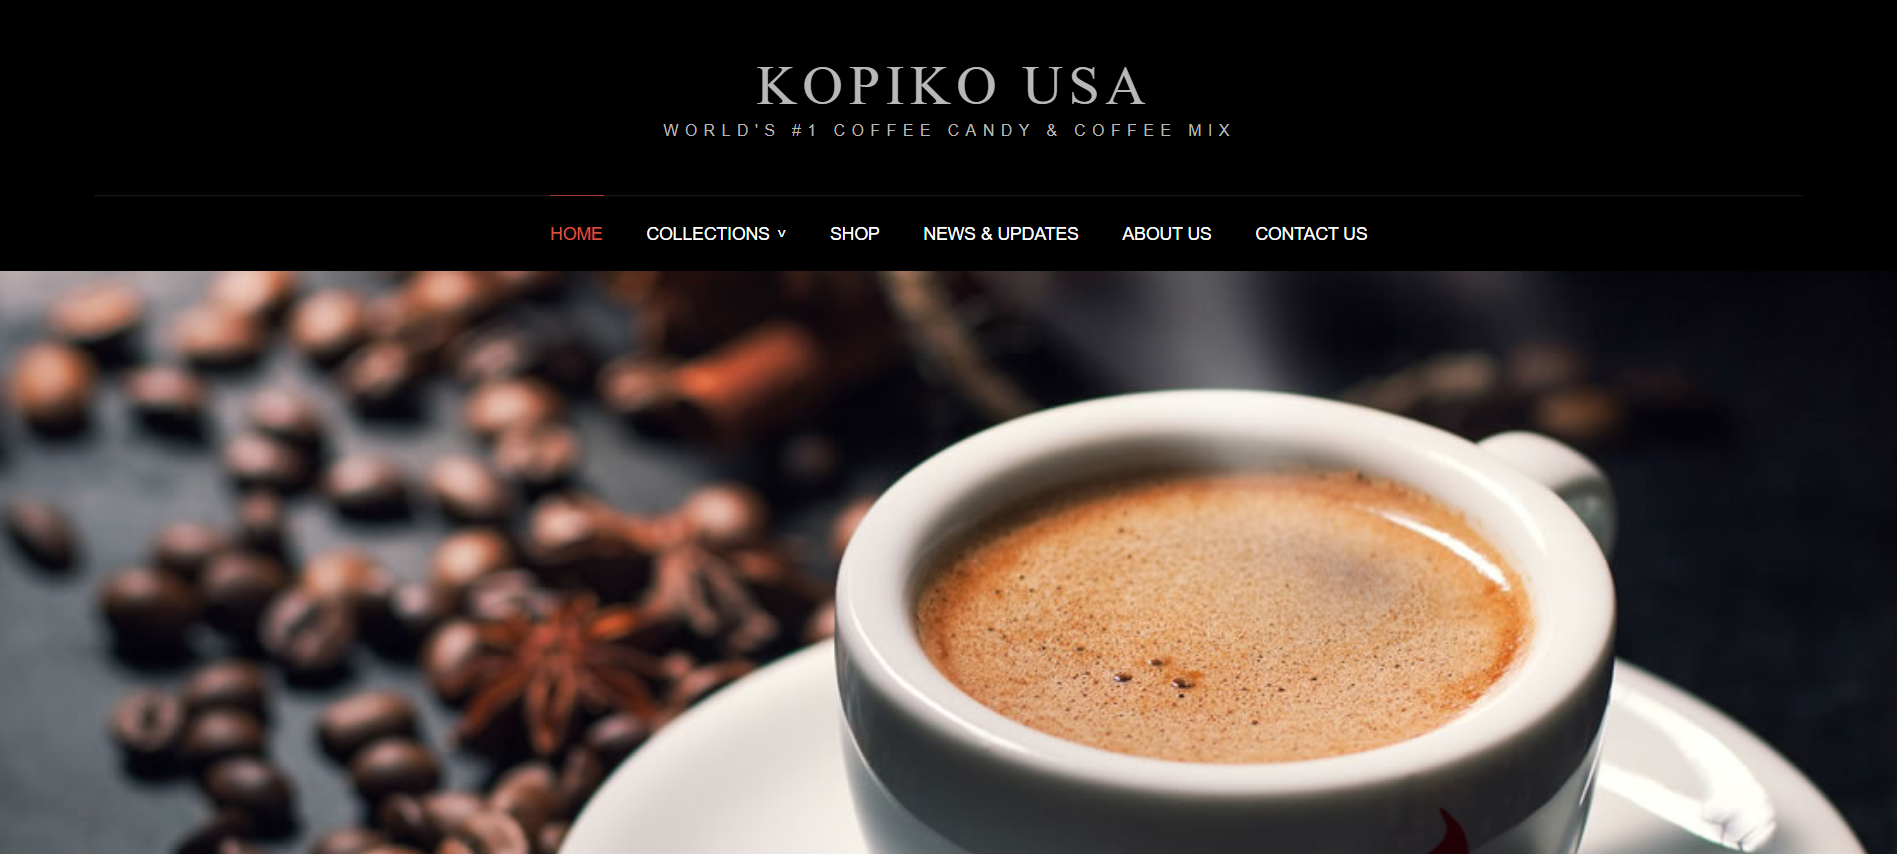 KOPIKO USA
WORLD'S #1 COFFEE CANDY & COFFEE MIX
HOME COLLECTIONS SHOP NEWS & UPDATES ABOUT US CONTACT US